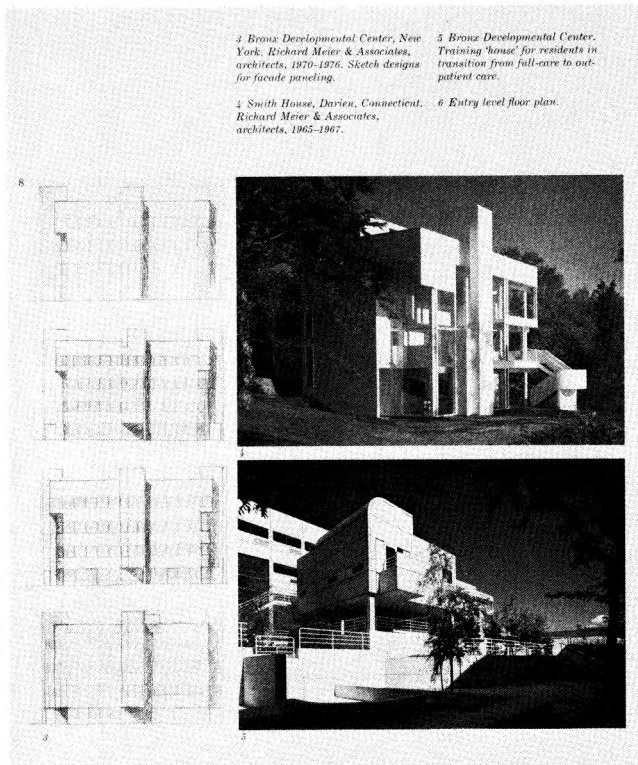 3 Bronx Developmental Center, New
York. Richard Meier & Associates,
architects, 1970–1976. Sketch designs
for facade paneling.
4 Smith House, Darien, Connecticut.
Richard Meier & Associates,
architects, 1965–1967.
5 Bronx Developmental Center.
Training ‘house’ for residents in
transition from full-care to out-
patient care.
6 Entry level floor plan.
8
4
3
5